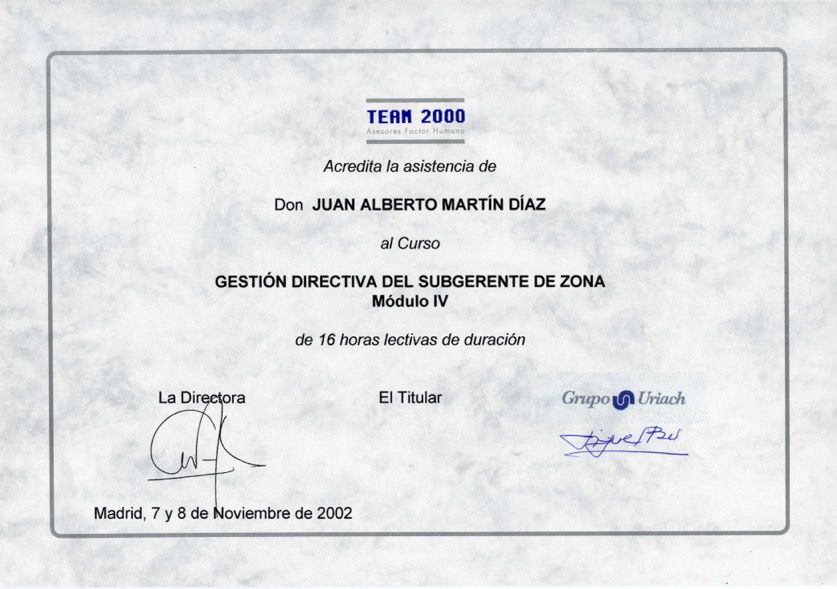 TEAM 2000
Asesores Factor Humano
Acredita la asistencia de
Don JUAN ALBERTO MARTÍN DÍAZ
al Curso
GESTIÓN DIRECTIVA DEL SUBGERENTE DE ZONA
Módulo IV
de 16 horas lectivas de duración
La Directora
El Titular
Grupo Uriach
Madrid, 7 y 8 de Noviembre de 2002